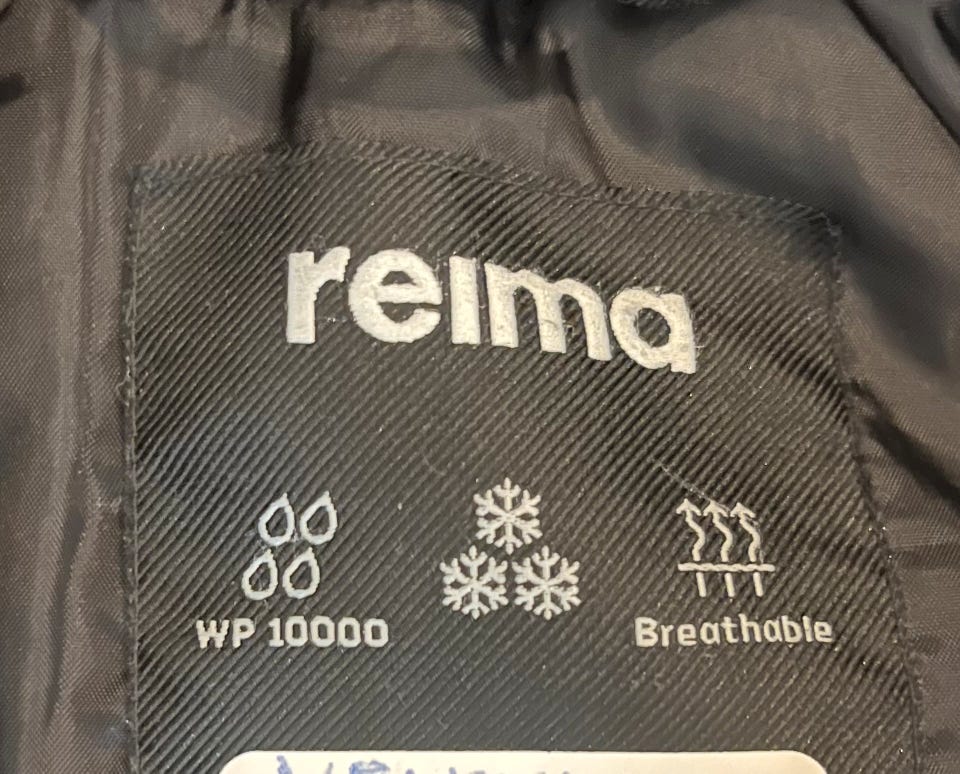 reima
WP 10000
Breathable